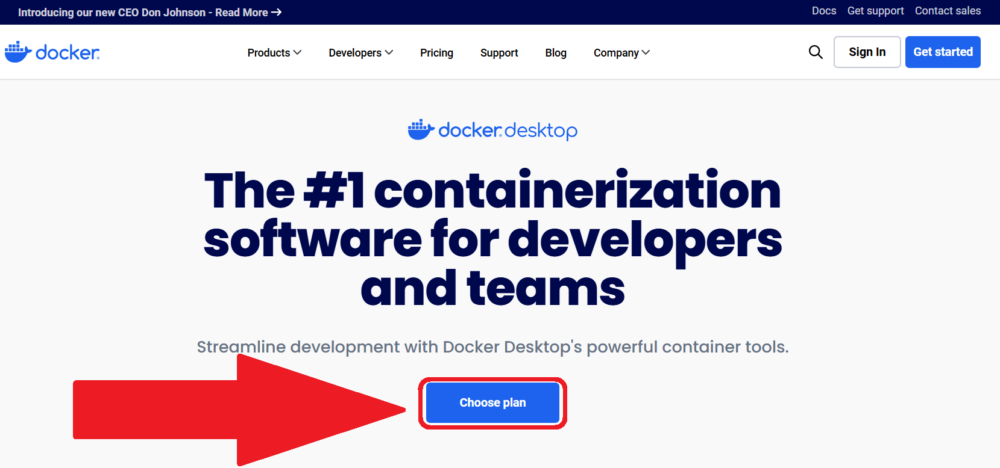 Introducing our new CEO Don Johnson - Read More →
Docs Get support Contact sales
docker
Products Developers Pricing Support Blog Company
Sign In Get started
docker desktop
The #1 containerization
software for developers
and teams
Streamline development with Docker Desktop's powerful container tools.
Choose plan